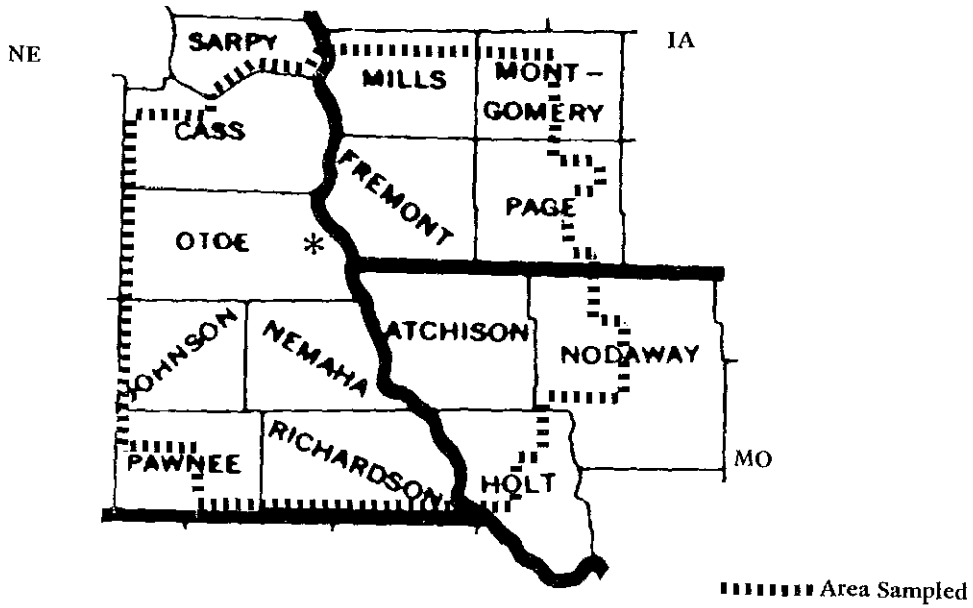 NE
IA
SARPY
MILLS
MONT-
GOMERY
CASS
FREMONT
PAGE
OTOE
*
JOHNSON
NEMAHA
ATCHISON
NODAWAY
RICHARDSON
PAWNEE
HOLT
MO
Area Sampled